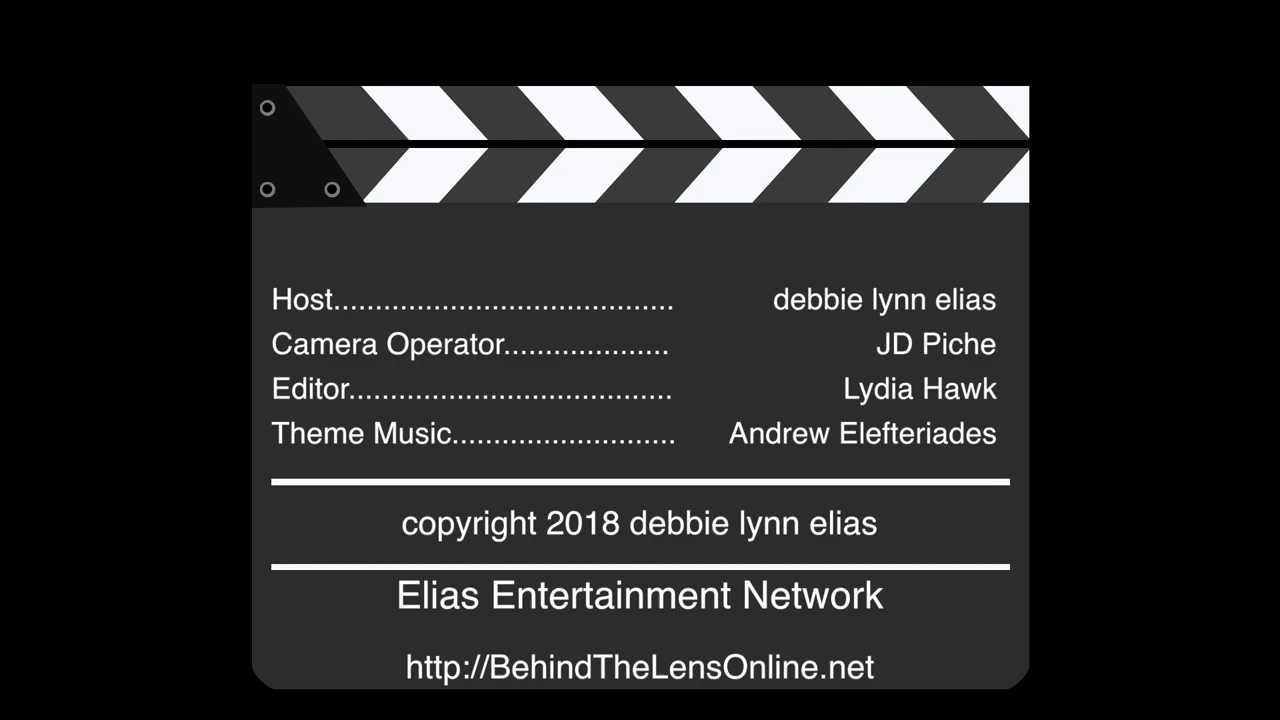 Host......................................... debbie lynn elias
Camera Operator.................... JD Piche
Editor....................................... Lydia Hawk
Theme Music........................... Andrew Elefteriades
copyright 2018 debbie lynn elias
Elias Entertainment Network
http://BehindTheLensOnline.net